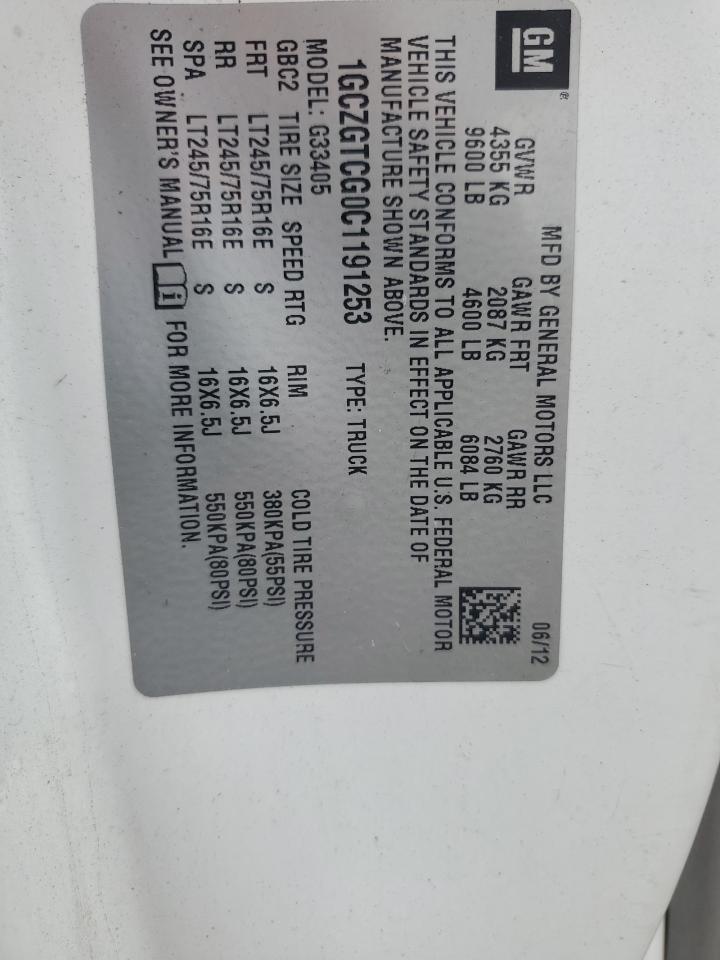 GM®
MFD BY GENERAL MOTORS LLC 06/12
GVWR GAWR FRT GAWR RR
4355 KG 2087 KG 2760 KG
9600 LB 4600 LB 6084 LB
THIS VEHICLE CONFORMS TO ALL APPLICABLE U.S. FEDERAL MOTOR
VEHICLE SAFETY STANDARDS IN EFFECT ON THE DATE OF
MANUFACTURE SHOWN ABOVE.
1GCZGTCG0C1191253 TYPE: TRUCK
MODEL: G33405
GBC2 TIRE SIZE SPEED RTG RIM COLD TIRE PRESSURE
FRT LT245/75R16E S 16X6.5J 380KPA(55PSI)
RR LT245/75R16E S 16X6.5J 550KPA(80PSI)
SPA LT245/75R16E S 16X6.5J 550KPA(80PSI)
SEE OWNER'S MANUAL i FOR MORE INFORMATION.